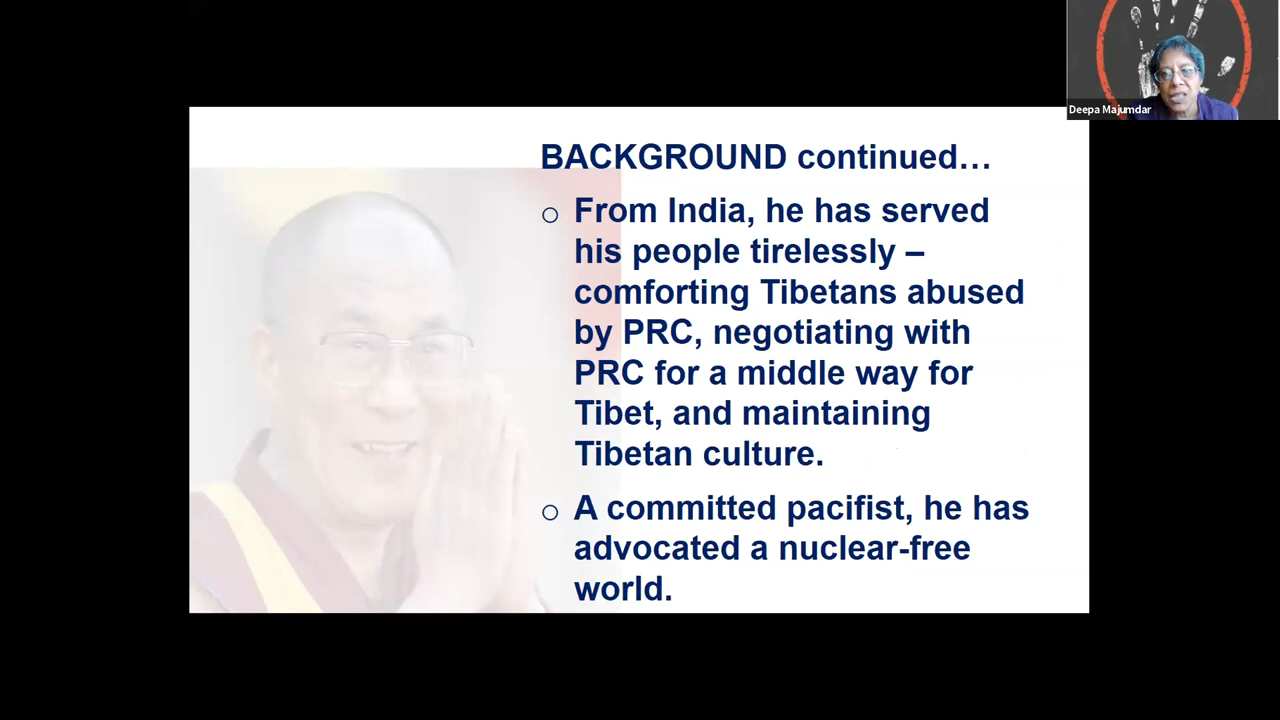 Deepa Majumdar
BACKGROUND continued…
o From India, he has served
his people tirelessly –
comforting Tibetans abused
by PRC, negotiating with
PRC for a middle way for
Tibet, and maintaining
Tibetan culture.
o A committed pacifist, he has
advocated a nuclear-free
world.